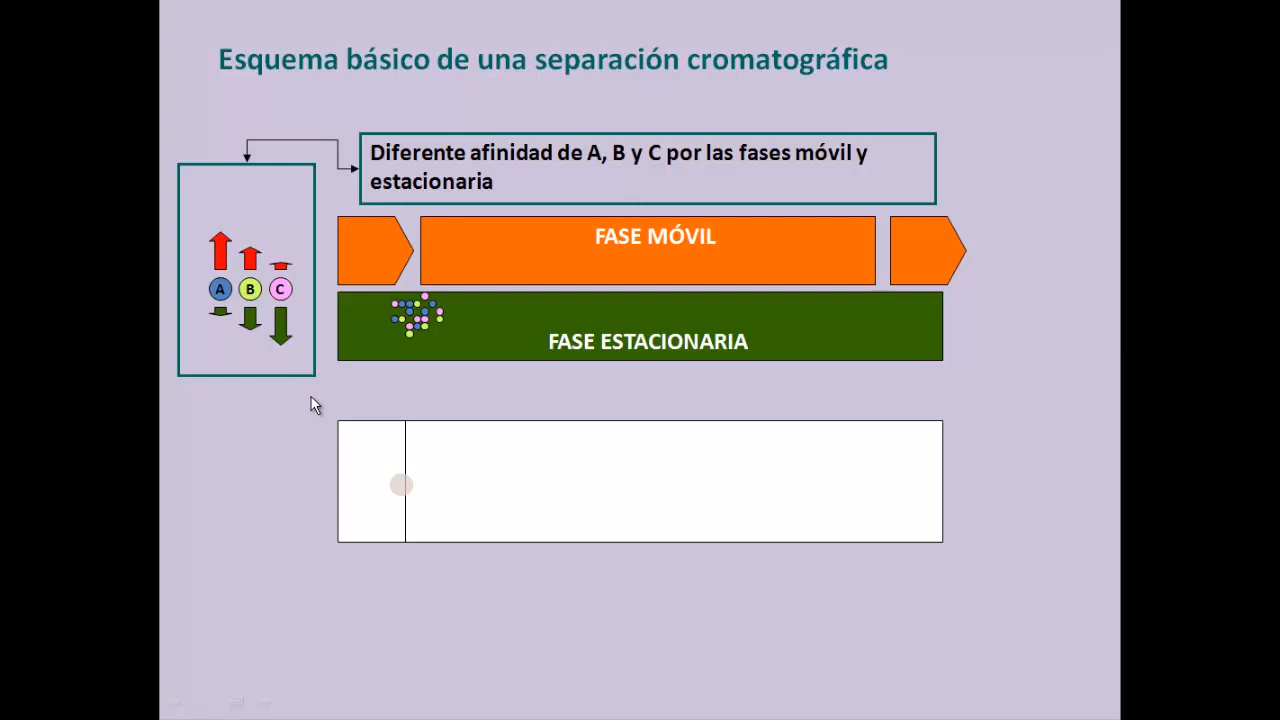 Esquema básico de una separación cromatográfica
Diferente afinidad de A, B y C por las fases móvil y
estacionaria
FASE MÓVIL
A B C
FASE ESTACIONARIA